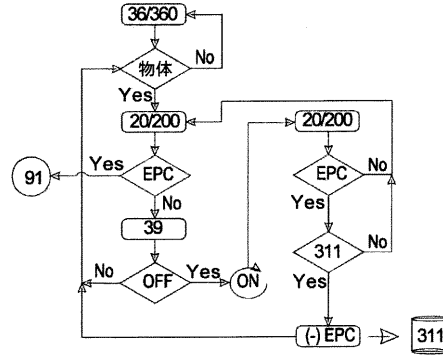 36/360
物体
No
Yes
20/200
20/200
Yes
EPC
91
EPC
No
No
Yes
39
311
No
No
OFF
Yes
ON
Yes
(-) EPC
311